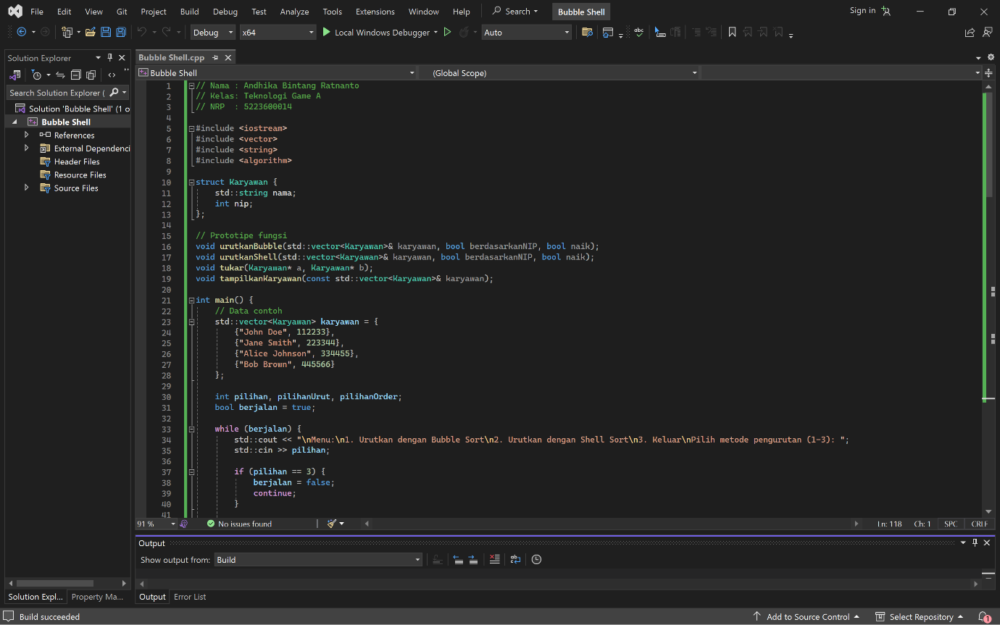 File Edit View Git Project Build Debug Test Analyze Tools Extensions Window Help Search Bubble Shell Sign in
Debug x64 Local Windows Debugger Auto
Solution Explorer
Search Solution Explorer (
Solution 'Bubble Shell' (1 o
Bubble Shell
References
External Dependenci
Header Files
Resource Files
Source Files
Solution Expl... Property Ma...
Bubble Shell.cpp
Bubble Shell (Global Scope)
1 // Nama : Andhika Bintang Ratnanto
2 // Kelas: Teknologi Game A
3 // NRP  : 5223600014
4
5 #include <iostream>
6 #include <vector>
7 #include <string>
8 #include <algorithm>
9
10 struct Karyawan {
11     std::string nama;
12     int nip;
13 };
14
15 // Prototipe fungsi
16 void urutkanBubble(std::vector<Karyawan>& karyawan, bool berdasarkanNIP, bool naik);
17 void urutkanShell(std::vector<Karyawan>& karyawan, bool berdasarkanNIP, bool naik);
18 void tukar(Karyawan* a, Karyawan* b);
19 void tampilkanKaryawan(const std::vector<Karyawan>& karyawan);
20
21 int main() {
22     // Data contoh
23     std::vector<Karyawan> karyawan = {
24         {"John Doe", 112233},
25         {"Jane Smith", 223344},
26         {"Alice Johnson", 334455},
27         {"Bob Brown", 445566}
28     };
29
30     int pilihan, pilihanUrut, pilihanOrder;
31     bool berjalan = true;
32
33     while (berjalan) {
34         std::cout << "\nMenu:\n1. Urutkan dengan Bubble Sort\n2. Urutkan dengan Shell Sort\n3. Keluar\nPilih metode pengurutan (1-3): ";
35         std::cin >> pilihan;
36
37         if (pilihan == 3) {
38             berjalan = false;
39             continue;
40         }
41
91 % No issues found Ln: 118 Ch: 1 SPC CRLF
Output
Show output from: Build
Output Error List
Build succeeded Add to Source Control Select Repository 1